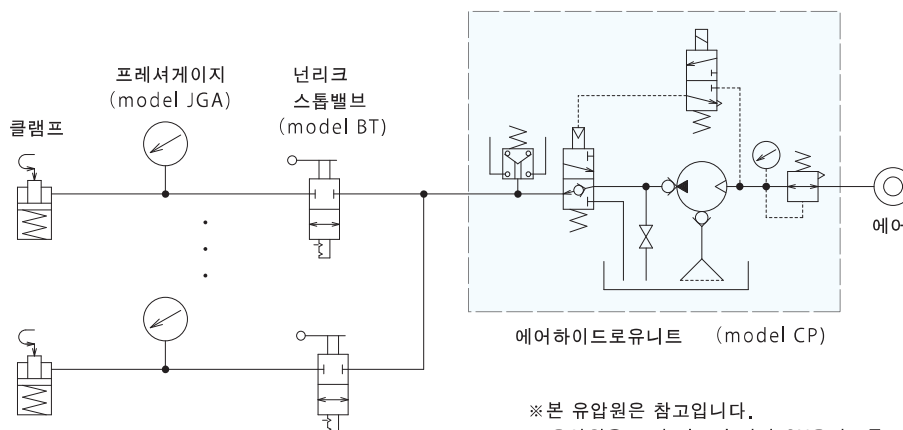 프레셔게이지
(model JGA)
넌리크
스톱밸브
(model BT)
클램프
에어
에어하이드로유니트 (model CP)
※본 유압원은 참고입니다.